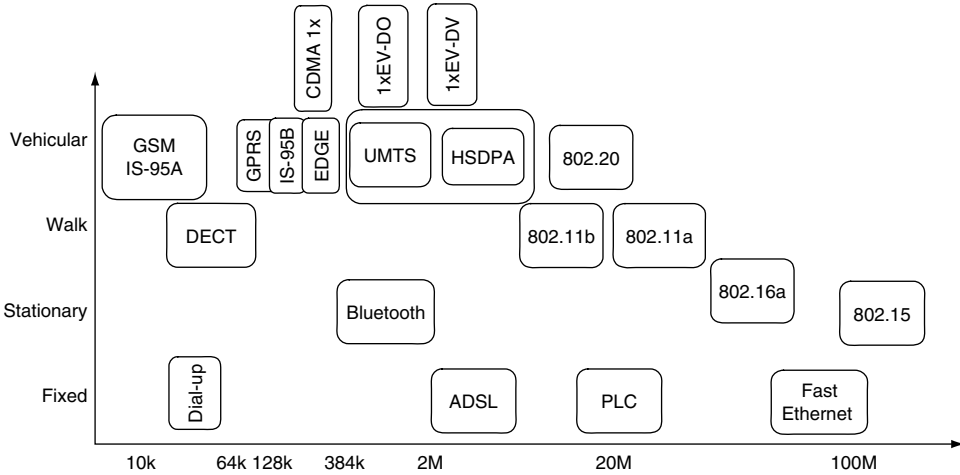 CDMA 1x
1xEV-DO
1xEV-DV
Vehicular
GSM
IS-95A
GPRS
IS-95B
EDGE
UMTS
HSDPA
802.20
Walk
DECT
802.11b
802.11a
802.16a
Stationary
Bluetooth
802.15
Fixed
Dial-up
ADSL
PLC
Fast
Ethernet
10k
64k
128k
384k
2M
20M
100M